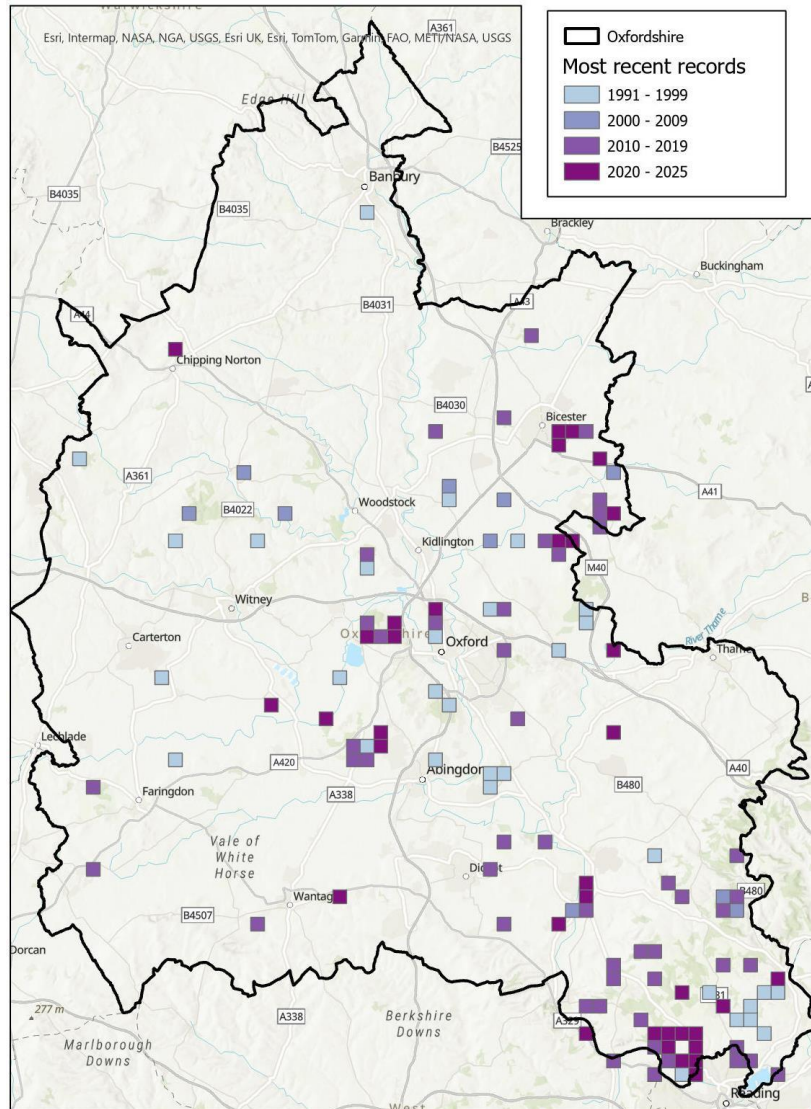 Esri, Intermap, NASA, NGA, USGS, Esri UK, Esri, TomTom, Garmin, FAO, METI/NASA, USGS
Oxfordshire
Most recent records
1991 - 1999
2000 - 2009
2010 - 2019
2020 - 2025
Warwickshire
A361
Edge Hill
B4525
Banbury
B4035
B4035
Brackley
Buckingham
B4031
A43
A44
Chipping Norton
B4030
Bicester
A361
A41
B4022
Woodstock
Kidlington
M40
Witney
River Thame
Carterton
Oxford
Thame
Lechlade
A420
Abingdon
A40
Faringdon
A338
B480
Vale of
White
Horse
Didcot
B480
Wantage
B4507
Dorcan
277 m
A338
Berkshire
Downs
A329
Marlborough
Downs
Reading
West